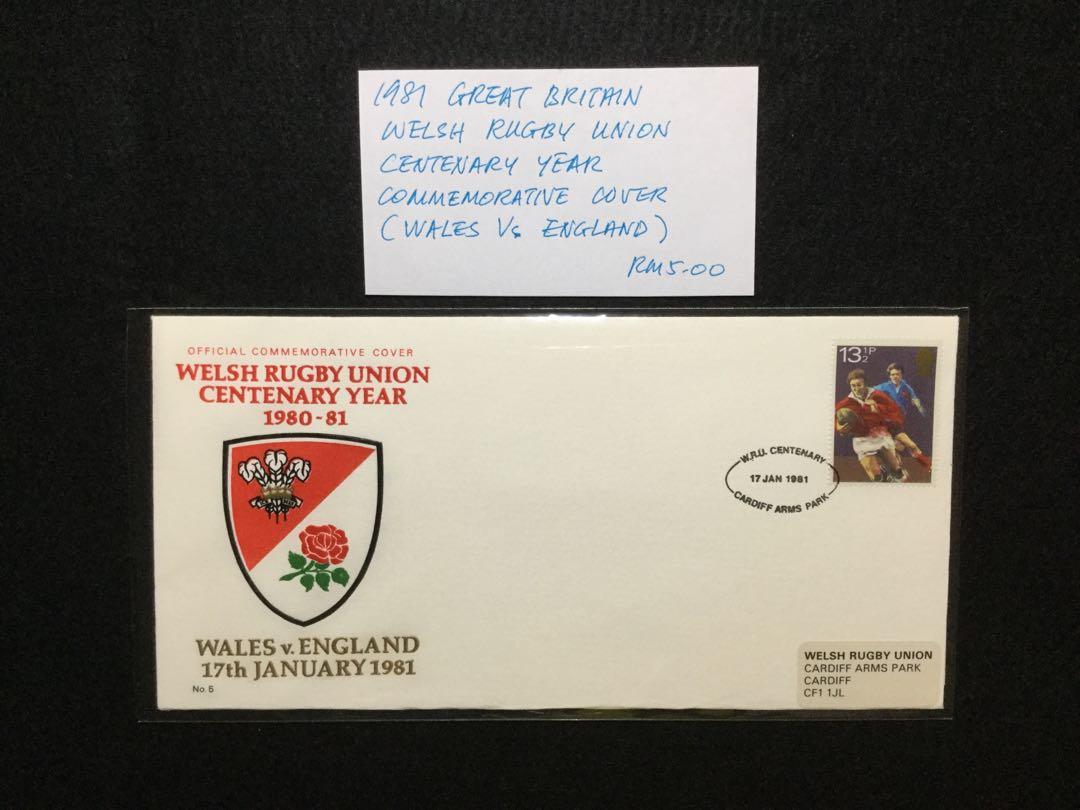 1981 GREAT BRITAIN
WELSH RUGBY UNION
CENTENARY YEAR
COMMEMORATIVE COVER
(WALES Vs ENGLAND)
RM5-00
OFFICIAL COMMEMORATIVE COVER
WELSH RUGBY UNION
CENTENARY YEAR
1980-81
13½P
W.R.U. CENTENARY
17 JAN 1981
CARDIFF ARMS PARK
WALES v. ENGLAND
17th JANUARY 1981
No.5
WELSH RUGBY UNION
CARDIFF ARMS PARK
CARDIFF
CF1 1JL